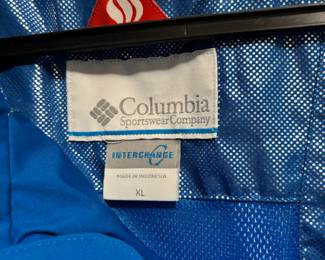 Columbia
Sportswear Company
INTERCHANGE
MADE IN INDONESIA
XL